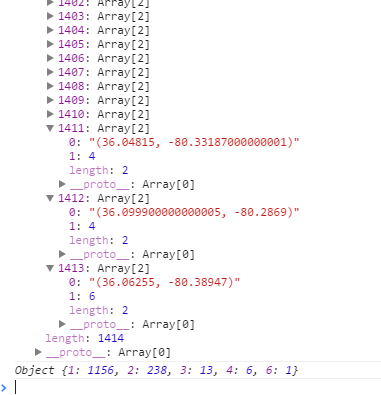 ▶ 1402: Array[2]
▶ 1403: Array[2]
▶ 1404: Array[2]
▶ 1405: Array[2]
▶ 1406: Array[2]
▶ 1407: Array[2]
▶ 1408: Array[2]
▶ 1409: Array[2]
▶ 1410: Array[2]
▼ 1411: Array[2]
0: "(36.04815, -80.33187000000001)"
1: 4
length: 2
▶ __proto__: Array[0]
▼ 1412: Array[2]
0: "(36.099900000000005, -80.2869)"
1: 4
length: 2
▶ __proto__: Array[0]
▼ 1413: Array[2]
0: "(36.06255, -80.38947)"
1: 6
length: 2
▶ __proto__: Array[0]
length: 1414
▶ __proto__: Array[0]
Object {1: 1156, 2: 238, 3: 13, 4: 6, 6: 1}
>